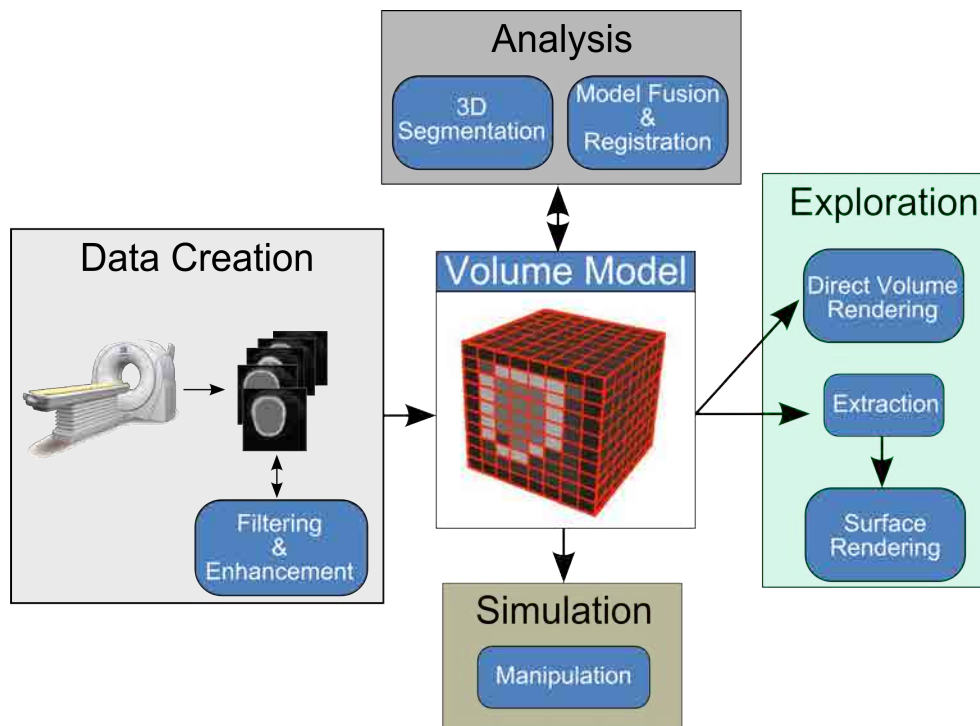 Analysis
3D
Segmentation
Model Fusion
&
Registration
Data Creation
Filtering
&
Enhancement
Volume Model
Exploration
Direct Volume
Rendering
Extraction
Surface
Rendering
Simulation
Manipulation